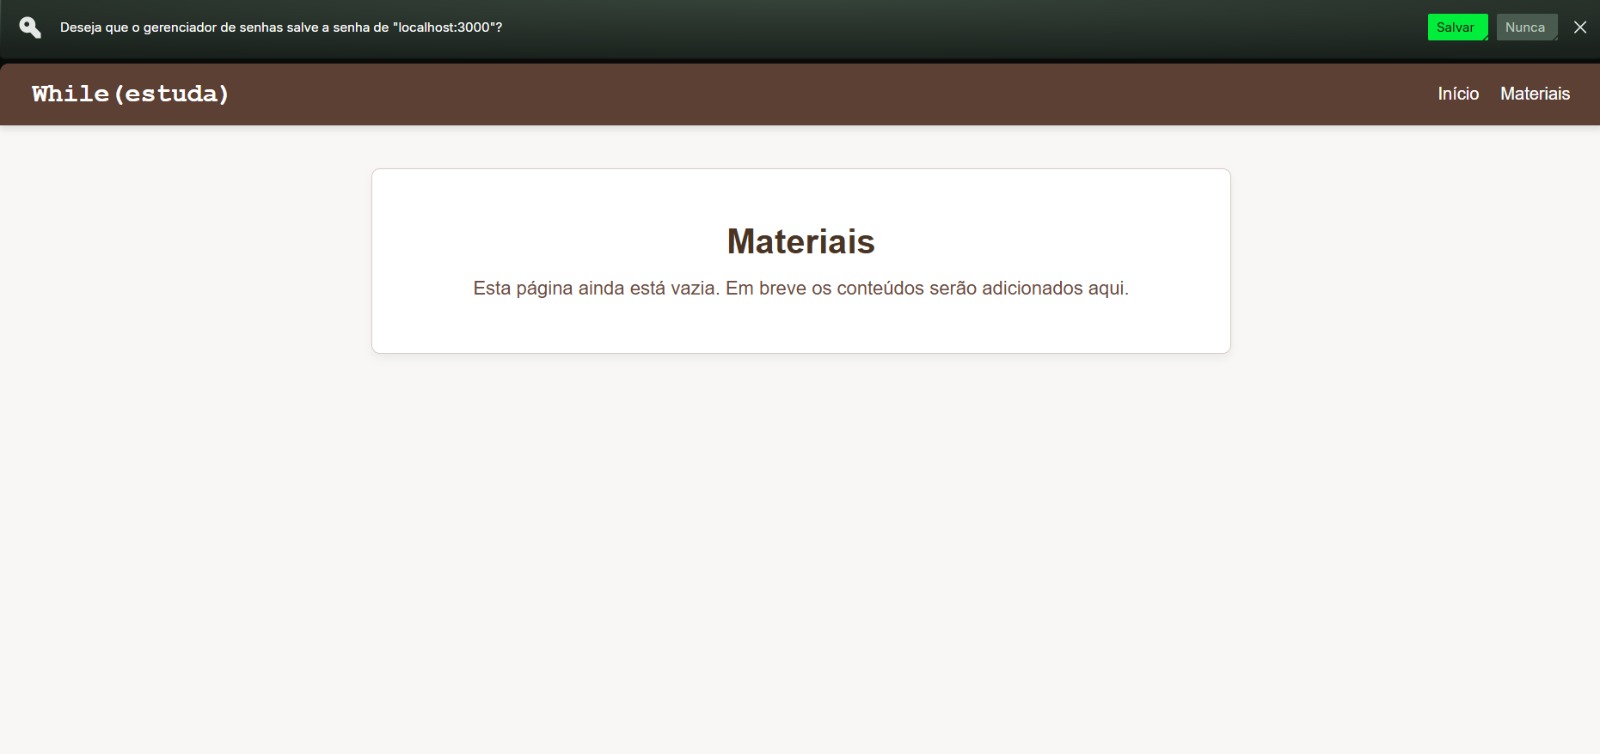 Deseja que o gerenciador de senhas salve a senha de "localhost:3000"?
Salvar
Nunca
While(estuda)
Início
Materiais
Materiais
Esta página ainda está vazia. Em breve os conteúdos serão adicionados aqui.